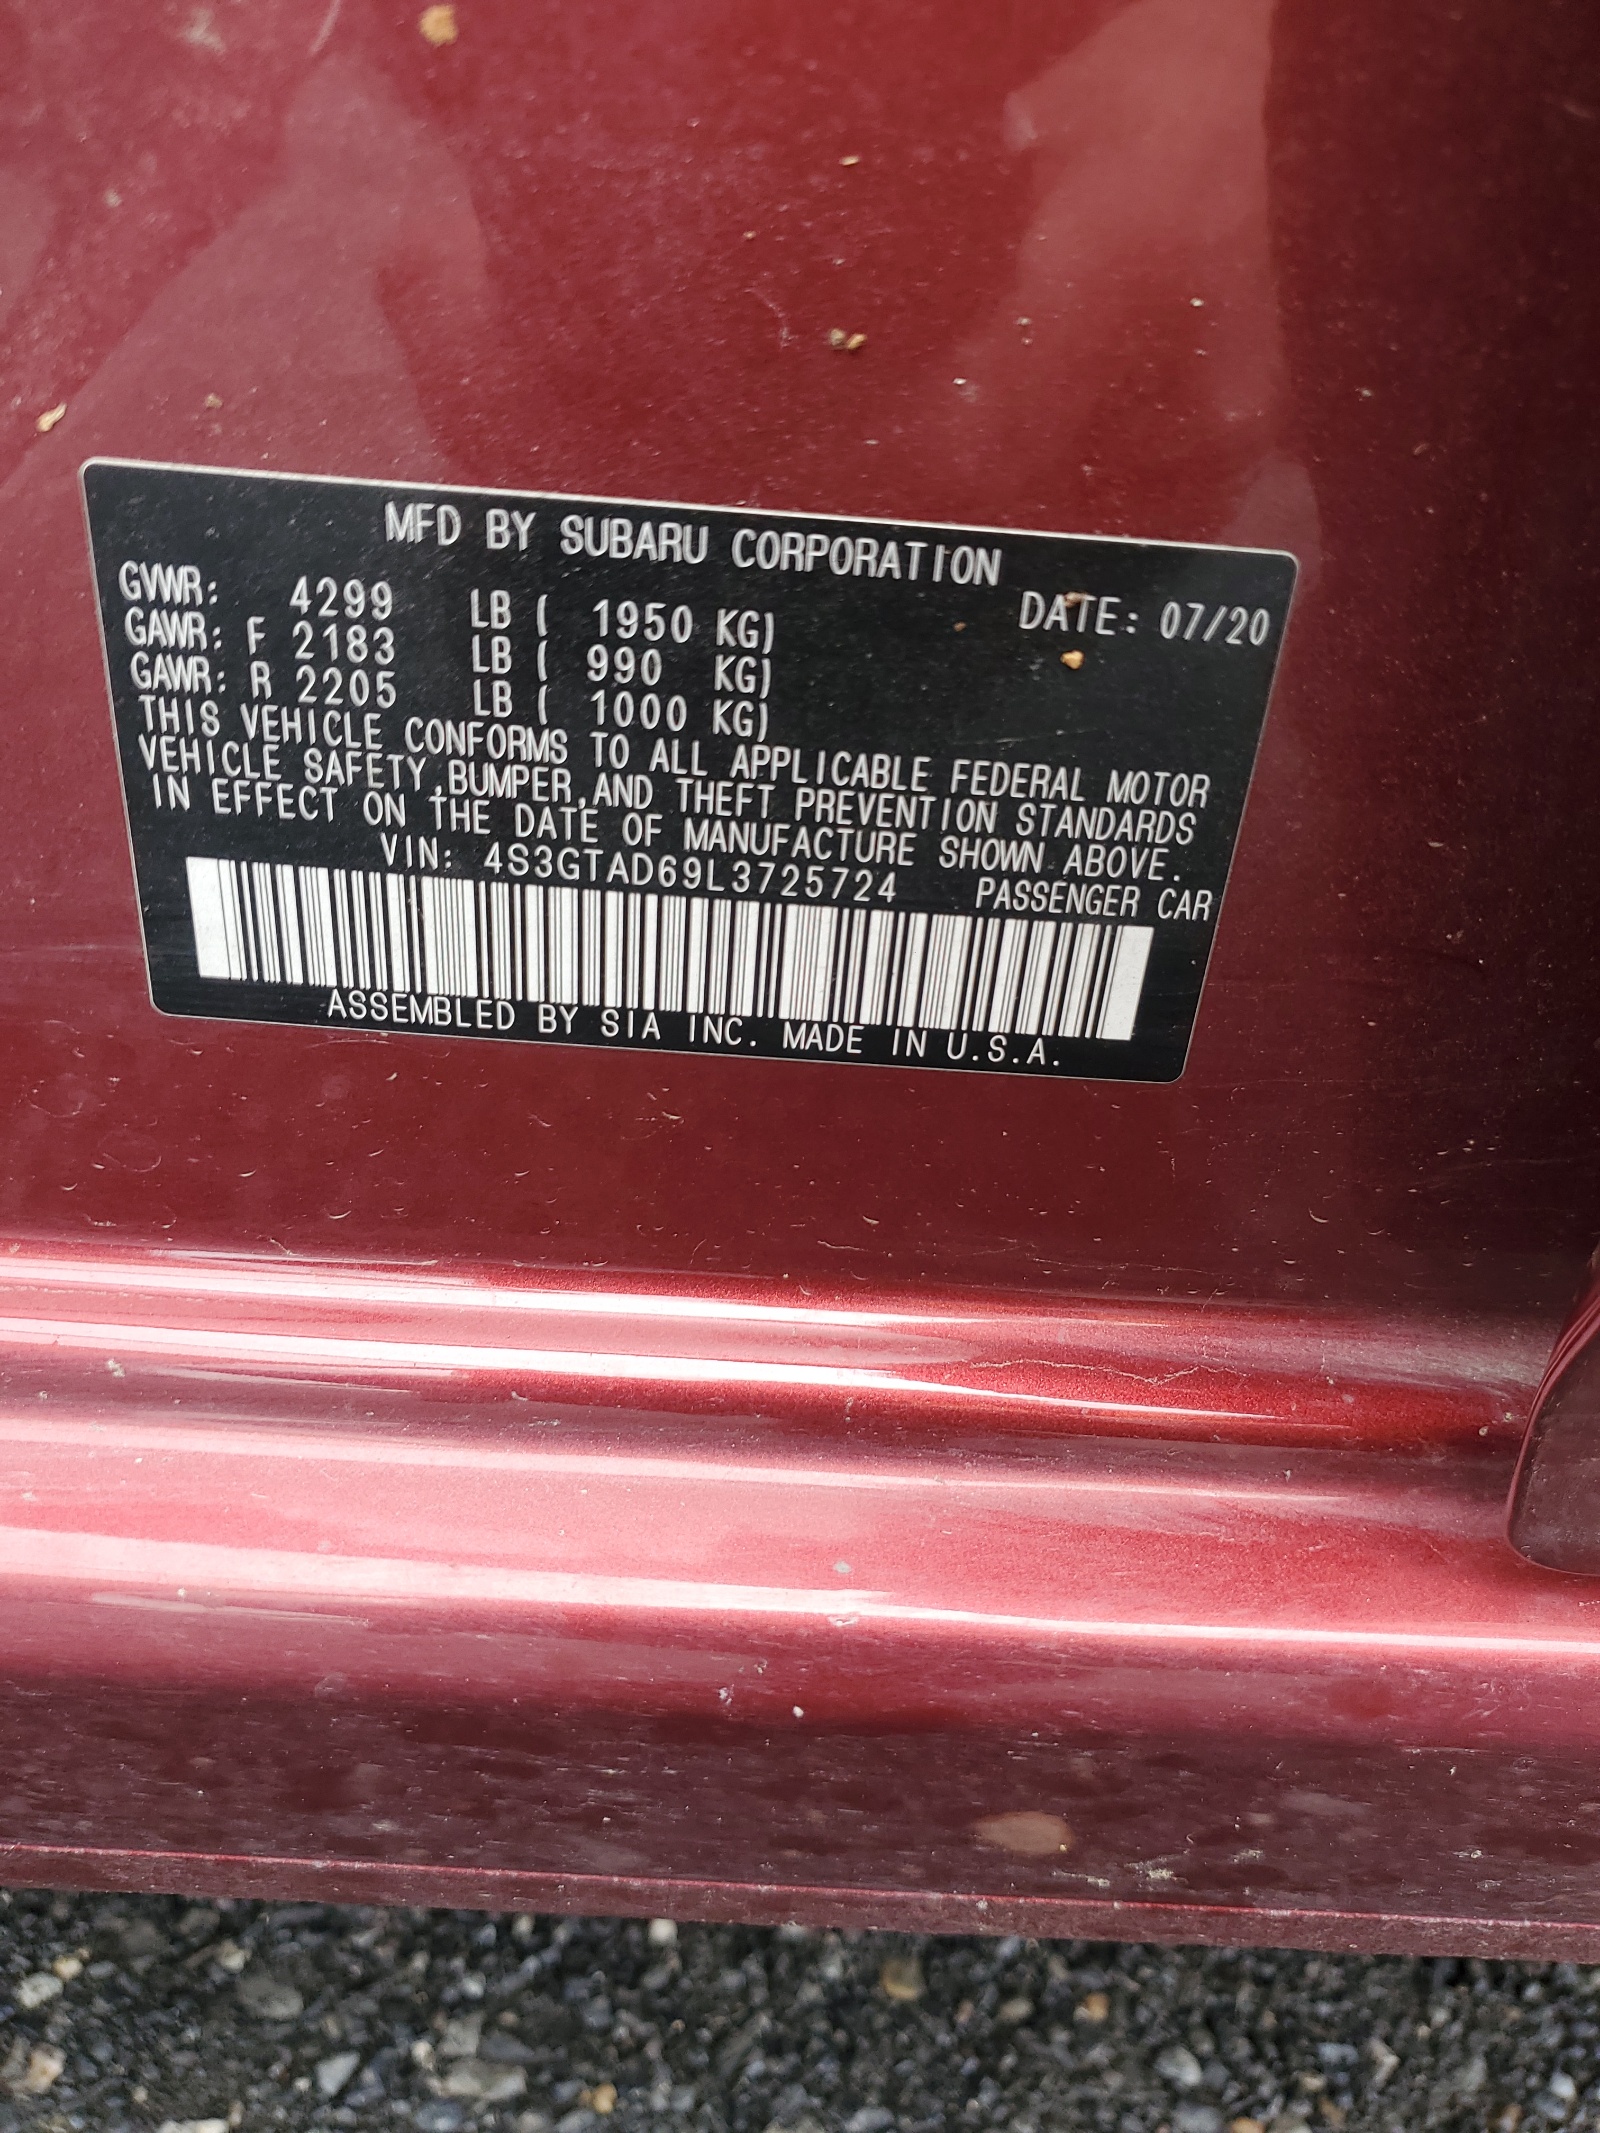 MFD BY SUBARU CORPORATION
GVWR: 4299 LB ( 1950 KG) DATE: 07/20
GAWR: F 2183 LB ( 990 KG)
GAWR: R 2205 LB ( 1000 KG)
THIS VEHICLE CONFORMS TO ALL APPLICABLE FEDERAL MOTOR
VEHICLE SAFETY,BUMPER,AND THEFT PREVENTION STANDARDS
IN EFFECT ON THE DATE OF MANUFACTURE SHOWN ABOVE.
VIN: 4S3GTAD69L3725724 PASSENGER CAR
ASSEMBLED BY SIA INC. MADE IN U.S.A.